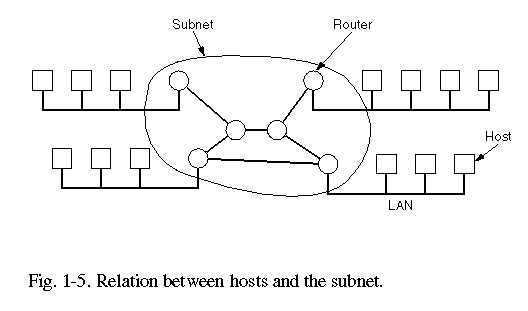 Subnet
Router
Host
LAN
Fig. 1-5. Relation between hosts and the subnet.